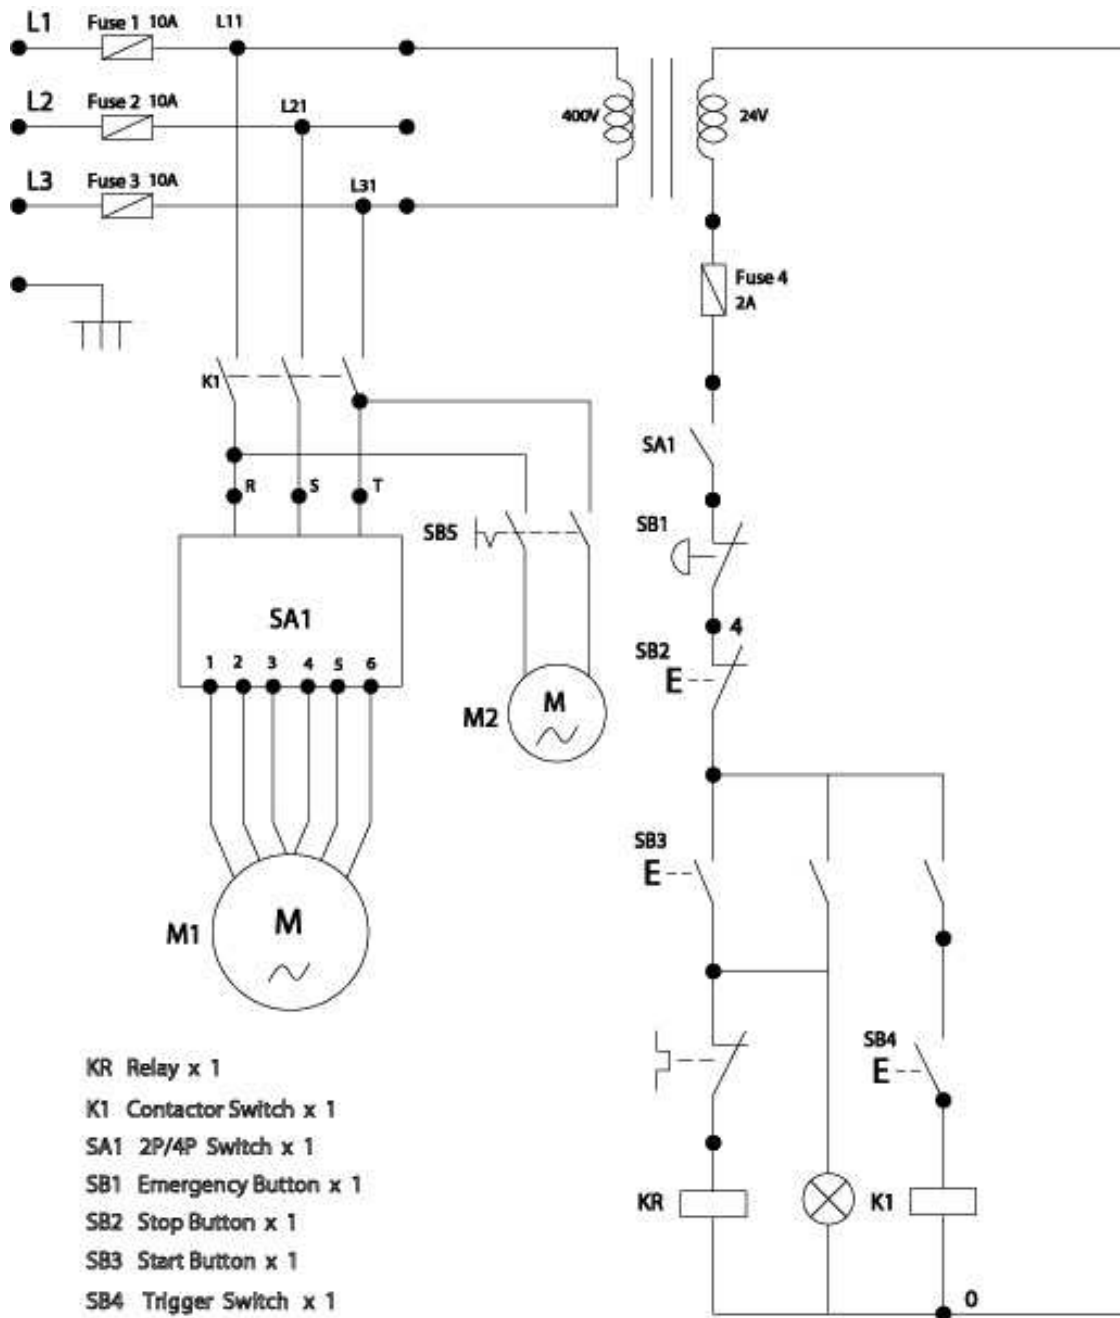 L1 Fuse 1 10A L11
L2 Fuse 2 10A L21
L3 Fuse 3 10A L31
400V 24V
Fuse 4
2A
K1
SA1
R S T
SB5
SB1
SA1
1 2 3 4 5 6
4
SB2
E
M2 M
SB3
E
M1 M
SB4
E
KR K1
0
KR Relay x 1
K1 Contactor Switch x 1
SA1 2P/4P Switch x 1
SB1 Emergency Button x 1
SB2 Stop Button x 1
SB3 Start Button x 1
SB4 Trigger Switch x 1